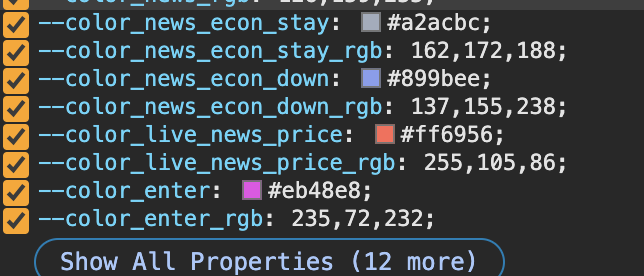 --color_news_econ_stay: #a2acbc;
--color_news_econ_stay_rgb: 162,172,188;
--color_news_econ_down: #899bee;
--color_news_econ_down_rgb: 137,155,238;
--color_live_news_price: #ff6956;
--color_live_news_price_rgb: 255,105,86;
--color_enter: #eb48e8;
--color_enter_rgb: 235,72,232;
Show All Properties (12 more)